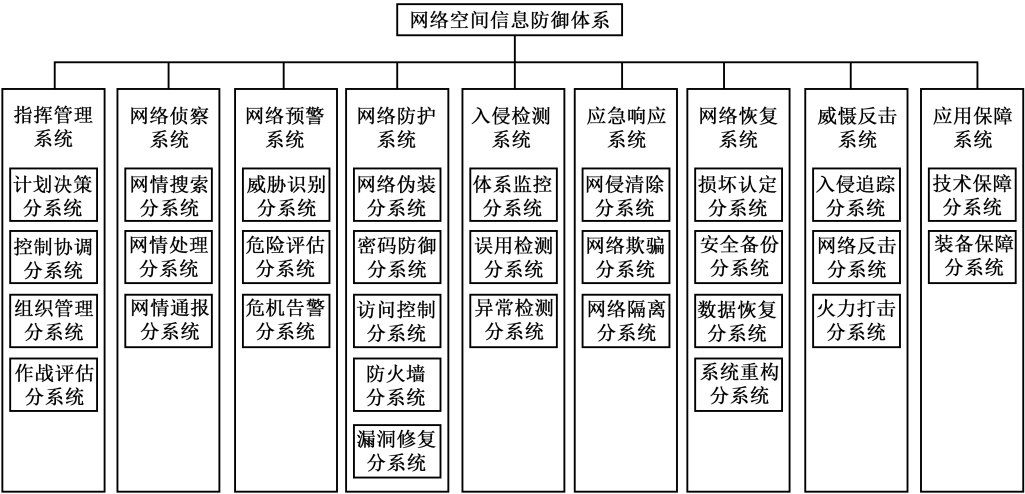 网络空间信息防御体系
指挥管理
系统
计划决策
分系统
控制协调
分系统
组织管理
分系统
作战评估
分系统
网络侦察
系统
网情搜索
分系统
网情处理
分系统
网情通报
分系统
网络预警
系统
威胁识别
分系统
危险评估
分系统
危机告警
分系统
网络防护
系统
网络伪装
分系统
密码防御
分系统
访问控制
分系统
防火墙
分系统
漏洞修复
分系统
入侵检测
系统
体系监控
分系统
误用检测
分系统
异常检测
分系统
应急响应
系统
网侵清除
分系统
网络欺骗
分系统
网络隔离
分系统
网络恢复
系统
损坏认定
分系统
安全备份
分系统
数据恢复
分系统
系统重构
分系统
威慑反击
系统
入侵追踪
分系统
网络反击
分系统
火力打击
分系统
应用保障
系统
技术保障
分系统
装备保障
分系统